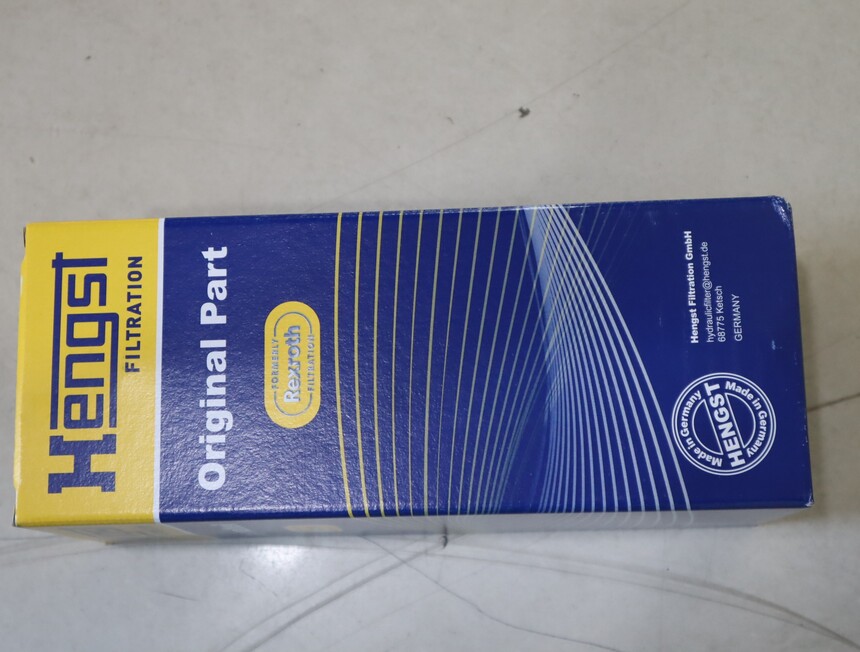 Hengst
FILTRATION
Original Part
FORMERLY
Rexroth
FILTRATION
Hengst Filtration GmbH
hydraulicfilter@hengst.de
68775 Ketsch
GERMANY
Made in Germany
HENGST
Made in Germany